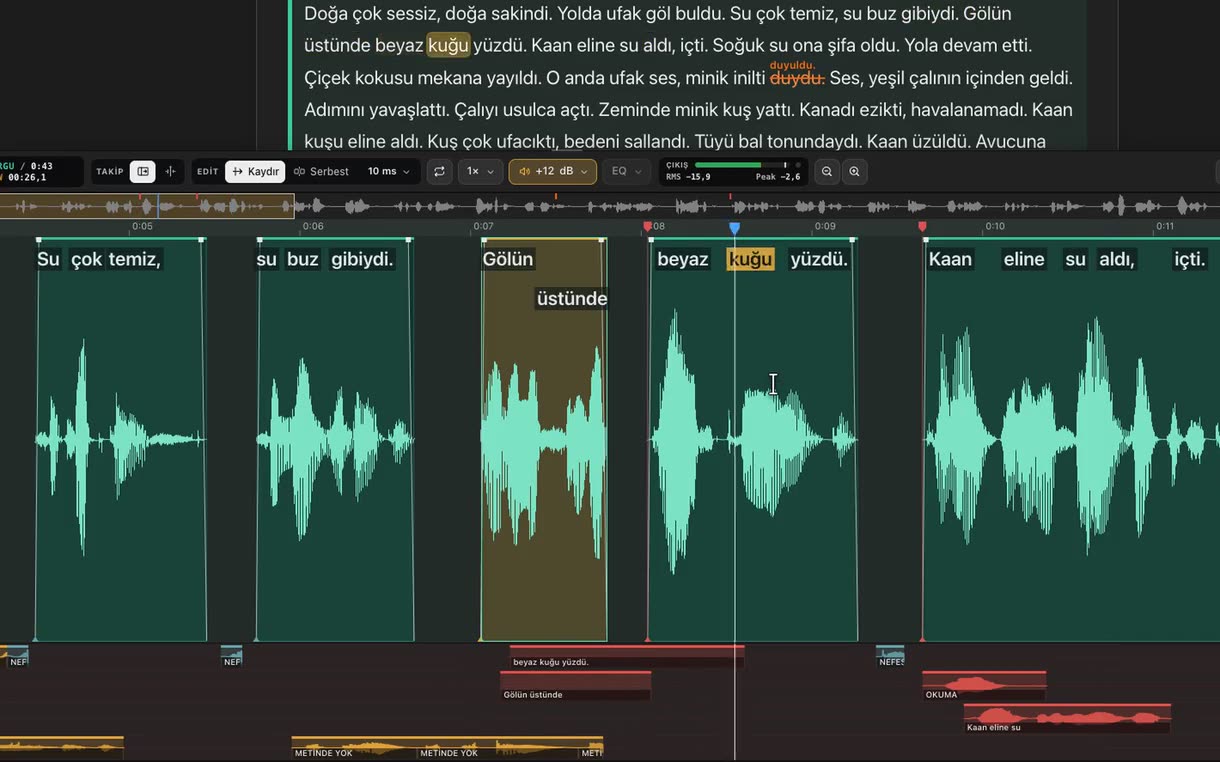 Doğa çok sessiz, doğa sakindi. Yolda ufak göl buldu. Su çok temiz, su buz gibiydi. Gölün
üstünde beyaz kuğu yüzdü. Kaan eline su aldı, içti. Soğuk su ona şifa oldu. Yola devam etti.
duyuldu.
Çiçek kokusu mekana yayıldı. O anda ufak ses, minik inilti duydu. Ses, yeşil çalının içinden geldi.
Adımını yavaşlattı. Çalıyı usulca açtı. Zeminde minik kuş yattı. Kanadı ezikti, havalanamadı. Kaan
kuşu eline aldı. Kuş çok ufacıktı, bedeni sallandı. Tüyü bal tonundaydı. Kaan üzüldü. Avucuna
RGU / 0:43
00:26,1
TAKİP
EDİT
Kaydır
Serbest
10 ms
1×
+12 dB
EQ
ÇIKIŞ
RMS -15,9 Peak -2,6
0:05 0:06 0:07 :08 0:09 0:10 0:11
Su çok temiz, su buz gibiydi. Gölün beyaz kuğu yüzdü. Kaan eline su aldı, içti.
üstünde
NEF NEF beyaz kuğu yüzdü. NEFES
Gölün üstünde OKUMA
Kaan eline su
METİNDE YOK METİNDE YOK METİ